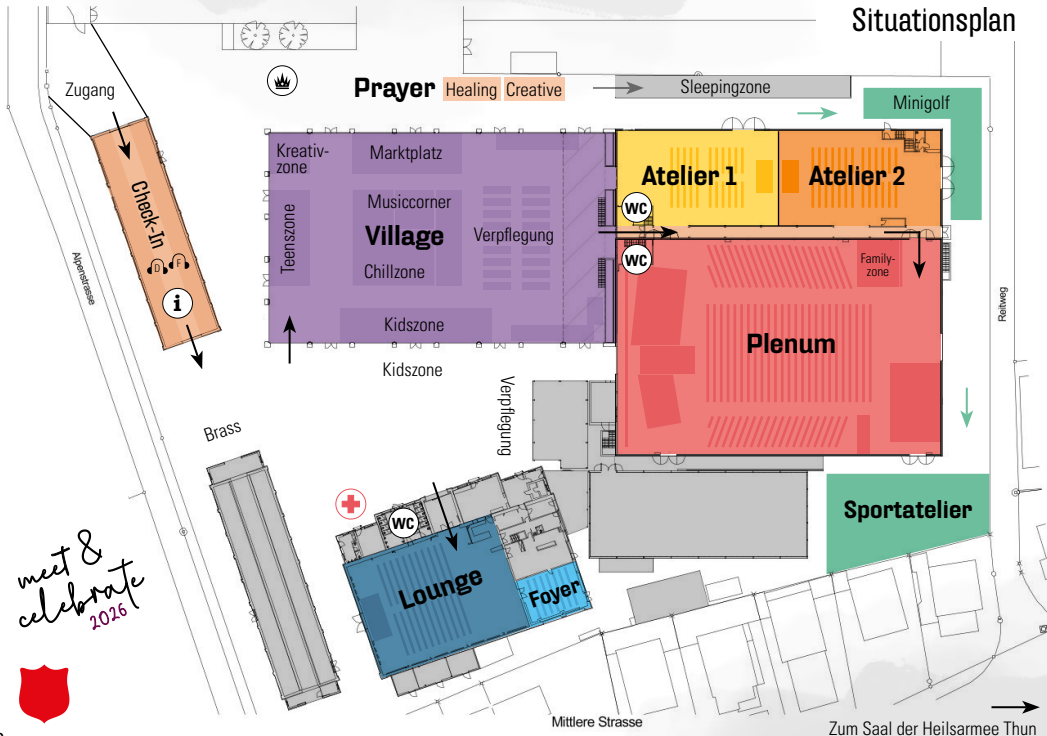 Situationsplan
Zugang
Prayer Healing Creative
Sleepingzone
Minigolf
Kreativ-
zone
Marktplatz
Atelier 1
Atelier 2
Check-In
Musiccorner
WC
Teenszone
Village
Verpflegung
WC
Family-
zone
Chillzone
D F
i
Alpenstrasse
Reitweg
Kidszone
Plenum
Kidszone
Verpflegung
Brass
WC
Sportatelier
Lounge
Foyer
meet &
celebrate
2026
Mittlere Strasse
Zum Saal der Heilsarmee Thun